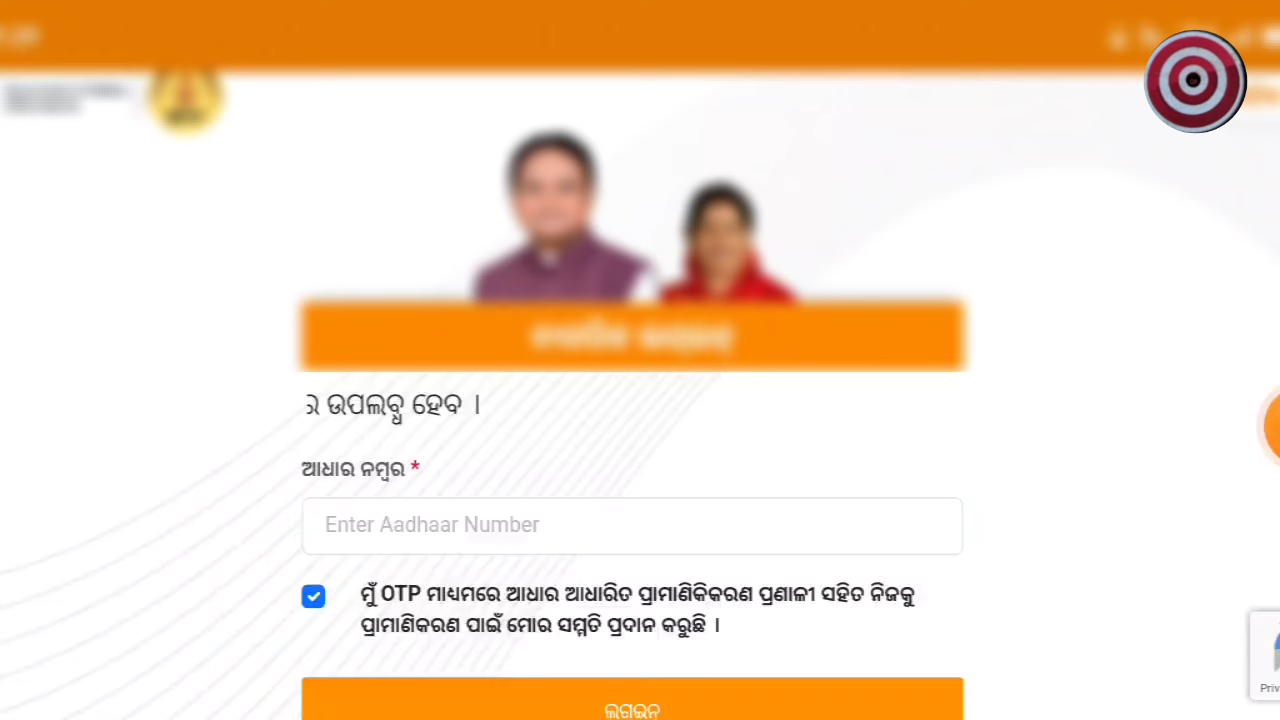 ର ଉପଲବ୍ଧ ହେବ ।
ଆଧାର ନମ୍ବର *
Enter Aadhaar Number
ମୁଁ OTP ମାଧ୍ୟମରେ ଆଧାର ଆଧାରିତ ପ୍ରାମାଣିକିକରଣ ପ୍ରଣାଳୀ ସହିତ ନିଜକୁ
ପ୍ରାମାଣିକରଣ ପାଇଁ ମୋର ସମ୍ମତି ପ୍ରଦାନ କରୁଛି ।
ଲଗଇନ୍